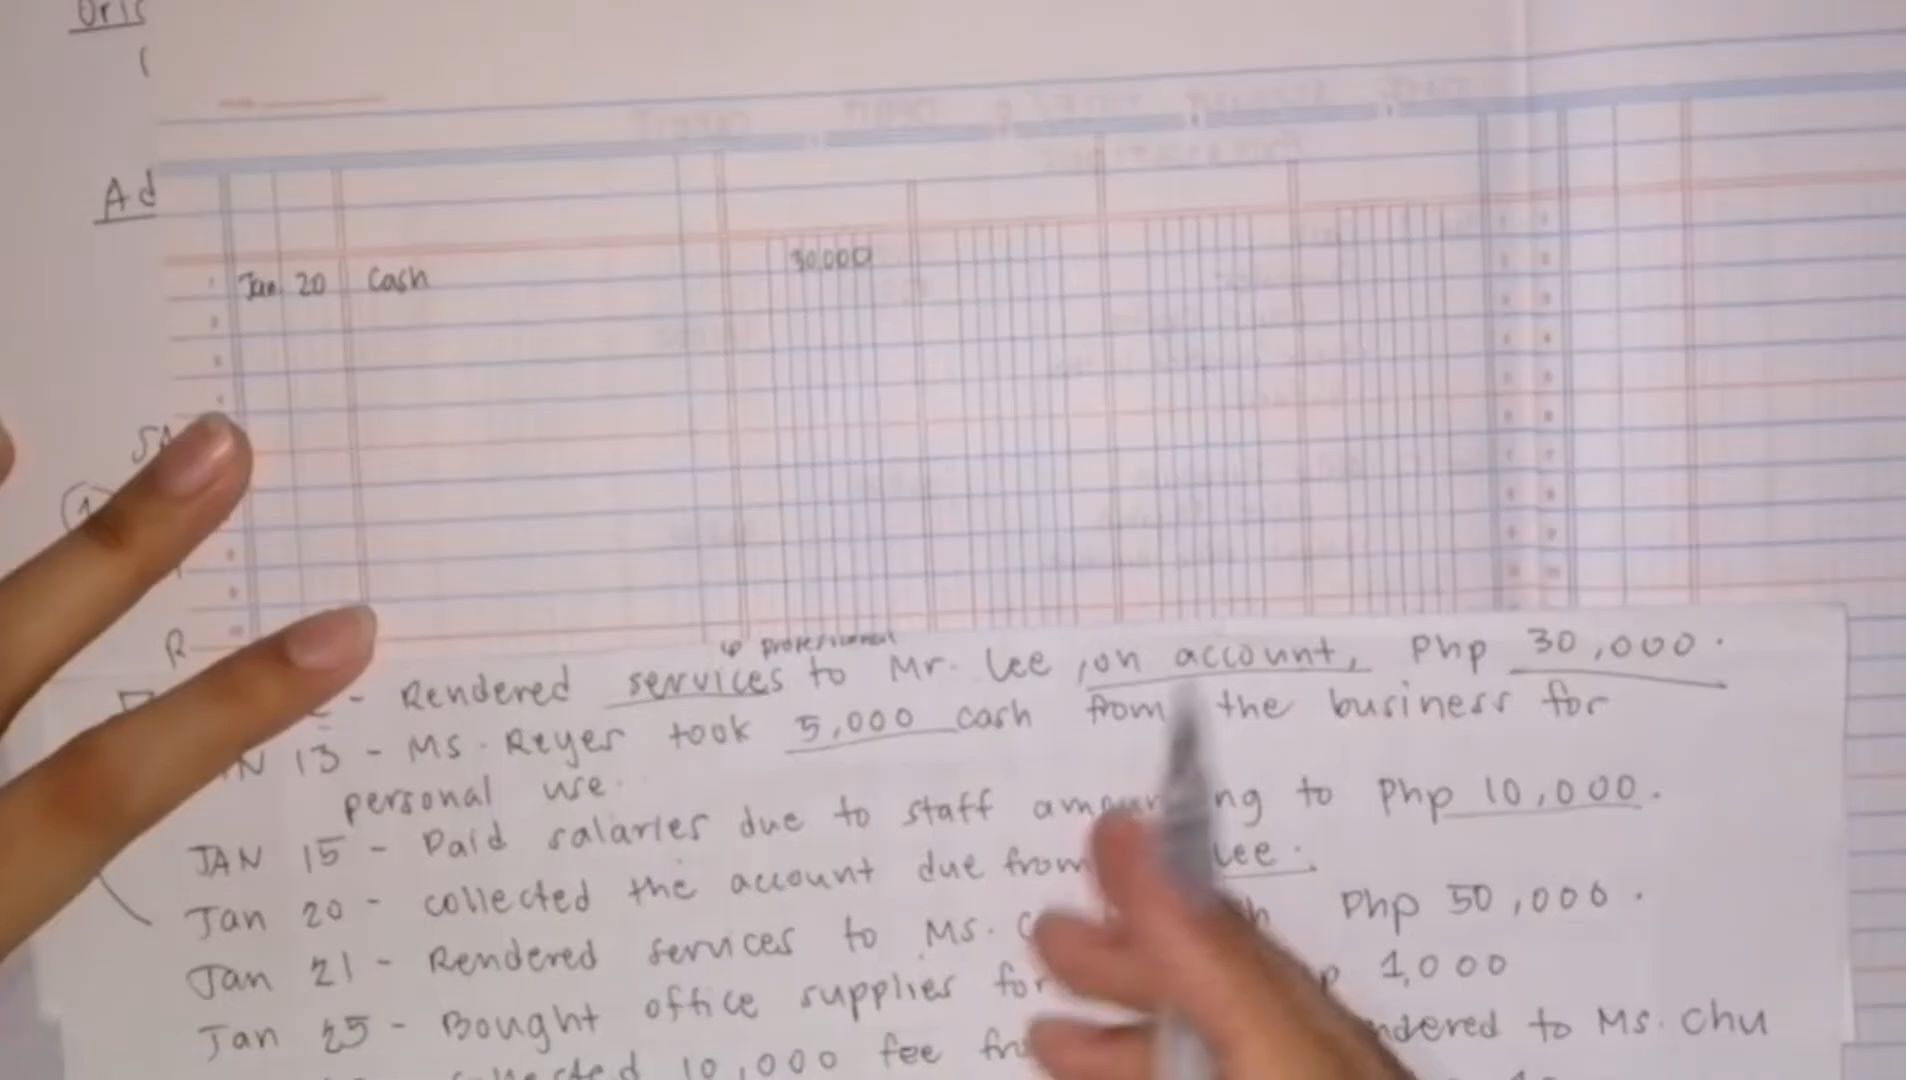 Ad
Jan 20 Cash 30,000
professional
- Rendered services to Mr. Lee, on account, Php 30,000.
13 - Ms. Reyes took 5,000 cash from the business for
personal use.
JAN 15 - Paid salaries due to staff to Php 10,000.
Jan 20 - collected the account due from Lee.
Jan 21 - Rendered services to Ms. Php 50,000.
Jan 25 - Bought office supplies for 1,000
10,000 fee to Ms. Chu